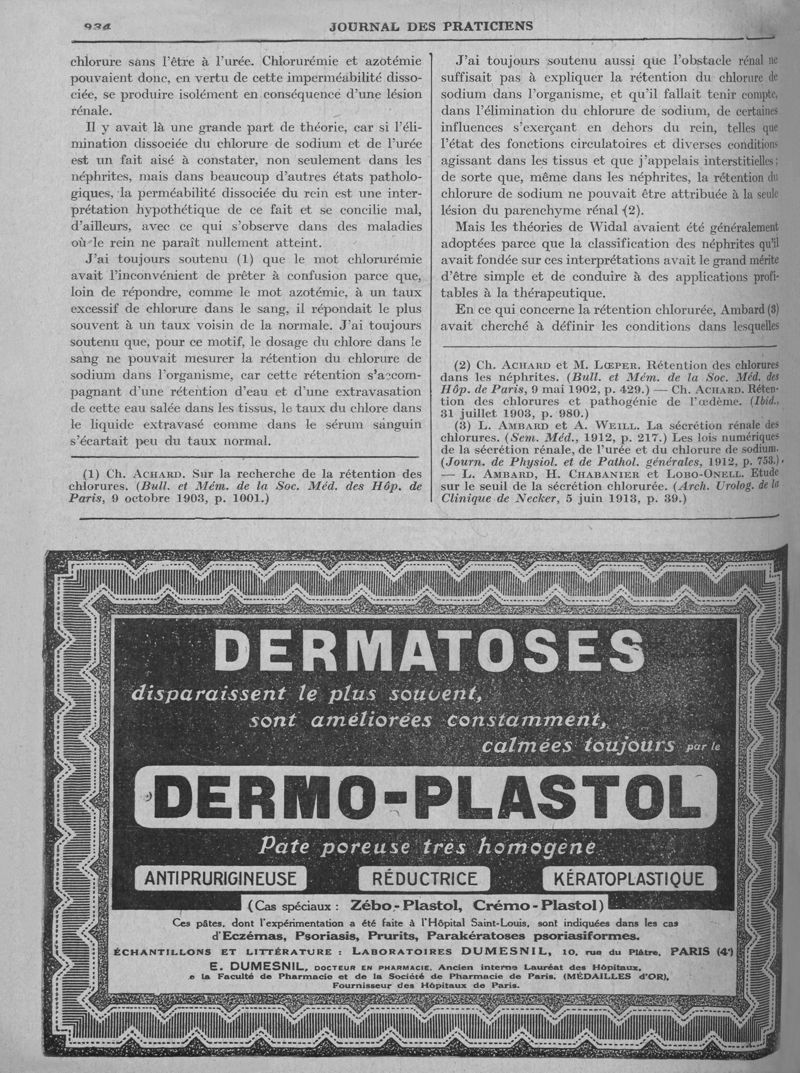 934
JOURNAL DES PRATICIENS
chlorure sans l'être à l'urée. Chlorurémie et azotémie
pouvaient donc, en vertu de cette imperméabilité disso-
ciée, se produire isolément en conséquence d'une lésion
rénale.
Il y avait là une grande part de théorie, car si l'éli-
mination dissociée du chlorure de sodium et de l'urée
est un fait aisé à constater, non seulement dans les
néphrites, mais dans beaucoup d'autres états patholo-
giques, la perméabilité dissociée du rein est une inter-
prétation hypothétique de ce fait et se concilie mal,
d'ailleurs, avec ce qui s'observe dans des maladies
où le rein ne paraît nullement atteint.
J'ai toujours soutenu (1) que le mot chlorurémie
avait l'inconvénient de prêter à confusion parce que,
loin de répondre, comme le mot azotémie, à un taux
excessif de chlorure dans le sang, il répondait le plus
souvent à un taux voisin de la normale. J'ai toujours
soutenu que, pour ce motif, le dosage du chlore dans le
sang ne pouvait mesurer la rétention du chlorure de
sodium dans l'organisme, car cette rétention s'accom-
pagnant d'une rétention d'eau et d'une extravasation
de cette eau salée dans les tissus, le taux du chlore dans
le liquide extravasé comme dans le sérum sanguin
s'écartait peu du taux normal.
(1) Ch. ACHARD. Sur la recherche de la rétention des
chlorures. (Bull. et Mém. de la Soc. Méd. des Hôp. de
Paris, 9 octobre 1903, p. 1001.)
J'ai toujours soutenu aussi que l'obstacle rénal ne
suffisait pas à expliquer la rétention du chlorure de
sodium dans l'organisme, et qu'il fallait tenir compte,
dans l'élimination du chlorure de sodium, de certaines
influences s'exerçant en dehors du rein, telles que
l'état des fonctions circulatoires et diverses conditions
agissant dans les tissus et que j'appelais interstitielles ;
de sorte que, même dans les néphrites, la rétention du
chlorure de sodium ne pouvait être attribuée à la seule
lésion du parenchyme rénal (2).
Mais les théories de Widal avaient été généralement
adoptées parce que la classification des néphrites qu'il
avait fondée sur ces interprétations avait le grand mérite
d'être simple et de conduire à des applications profi-
tables à la thérapeutique.
En ce qui concerne la rétention chlorurée, Ambard (3)
avait cherché à définir les conditions dans lesquelles
(2) Ch. ACHARD et M. LŒPER. Rétention des chlorures
dans les néphrites. (Bull. et Mém. de la Soc. Méd. des
Hôp. de Paris, 9 mai 1902, p. 429.) — Ch. ACHARD. Réten-
tion des chlorures et pathogénie de l'œdème. (Ibid.,
31 juillet 1903, p. 980.)
(3) L. AMBARD et A. WEILL. La sécrétion rénale des
chlorures. (Sem. Méd., 1912, p. 217.) Les lois numériques
de la sécrétion rénale, de l'urée et du chlorure de sodium.
(Journ. de Physiol. et de Pathol. générales, 1912, p. 753.)
— L. AMBARD, H. CHABANIER et LOBO-ONELL. Etude
sur le seuil de la sécrétion chlorurée. (Arch. Urolog. de la
Clinique de Necker, 5 juin 1913, p. 39.)
DERMATOSES
disparaissent le plus souvent,
sont améliorées constamment,
calmées toujours par le
DERMO-PLASTOL
Pâte poreuse très homogène
ANTIPRURIGINEUSE RÉDUCTRICE KÉRATOPLASTIQUE
(Cas spéciaux : Zébo-Plastol, Crémo-Plastol)
Ces pâtes, dont l'expérimentation a été faite à l'Hôpital Saint-Louis, sont indiquées dans les cas
d'Eczémas, Psoriasis, Prurits, Parakératoses psoriasiformes.
ÉCHANTILLONS ET LITTÉRATURE : LABORATOIRES DUMESNIL, 10, rue du Plâtre, PARIS (4e)
E. DUMESNIL, DOCTEUR EN PHARMACIE, Ancien interne Lauréat des Hôpitaux,
e la Faculté de Pharmacie et de la Société de Pharmacie de Paris, (MÉDAILLES d'OR),
Fournisseur des Hôpitaux de Paris.